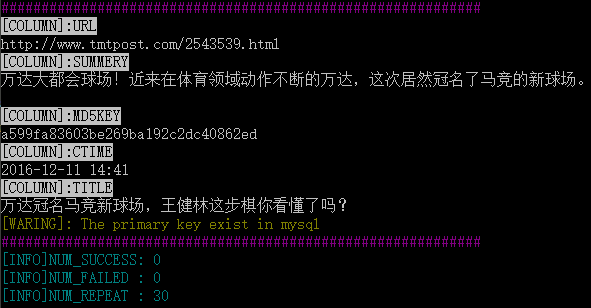 ############################################################
[COLUMN]:URL
http://www.tmtpost.com/2543539.html
[COLUMN]:SUMMERY
万达大都会球场！近来在体育领域动作不断的万达，这次居然冠名了马竞的新球场。
[COLUMN]:MD5KEY
a599fa83603be269ba192c2dc40862ed
[COLUMN]:CTIME
2016-12-11 14:41
[COLUMN]:TITLE
万达冠名马竞新球场，王健林这步棋你看懂了吗？
[WARING]: The primary key exist in mysql
############################################################
[INFO]NUM_SUCCESS: 0
[INFO]NUM_FAILED : 0
[INFO]NUM_REPEAT : 30